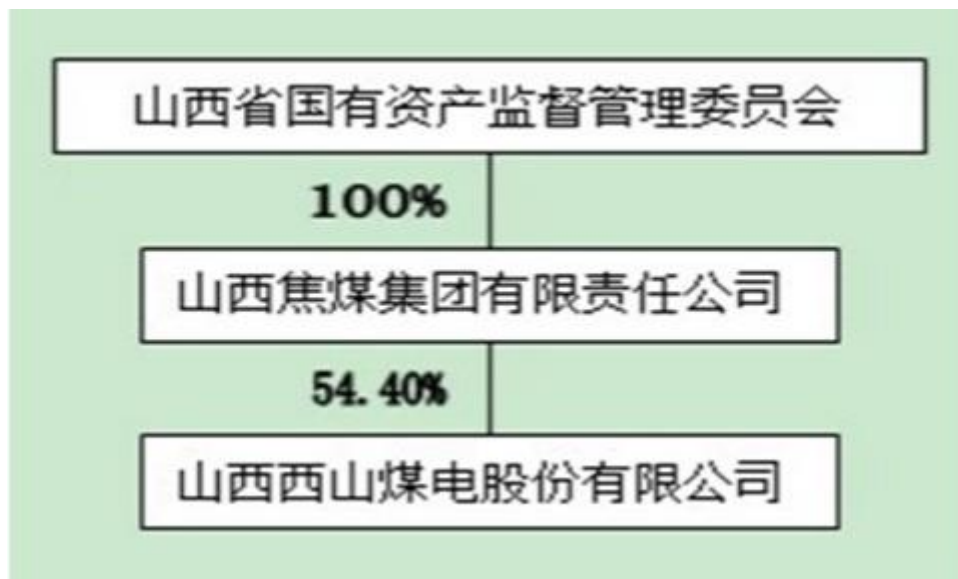 山西省国有资产监督管理委员会
100%
山西焦煤集团有限责任公司
54.40%
山西西山煤电股份有限公司